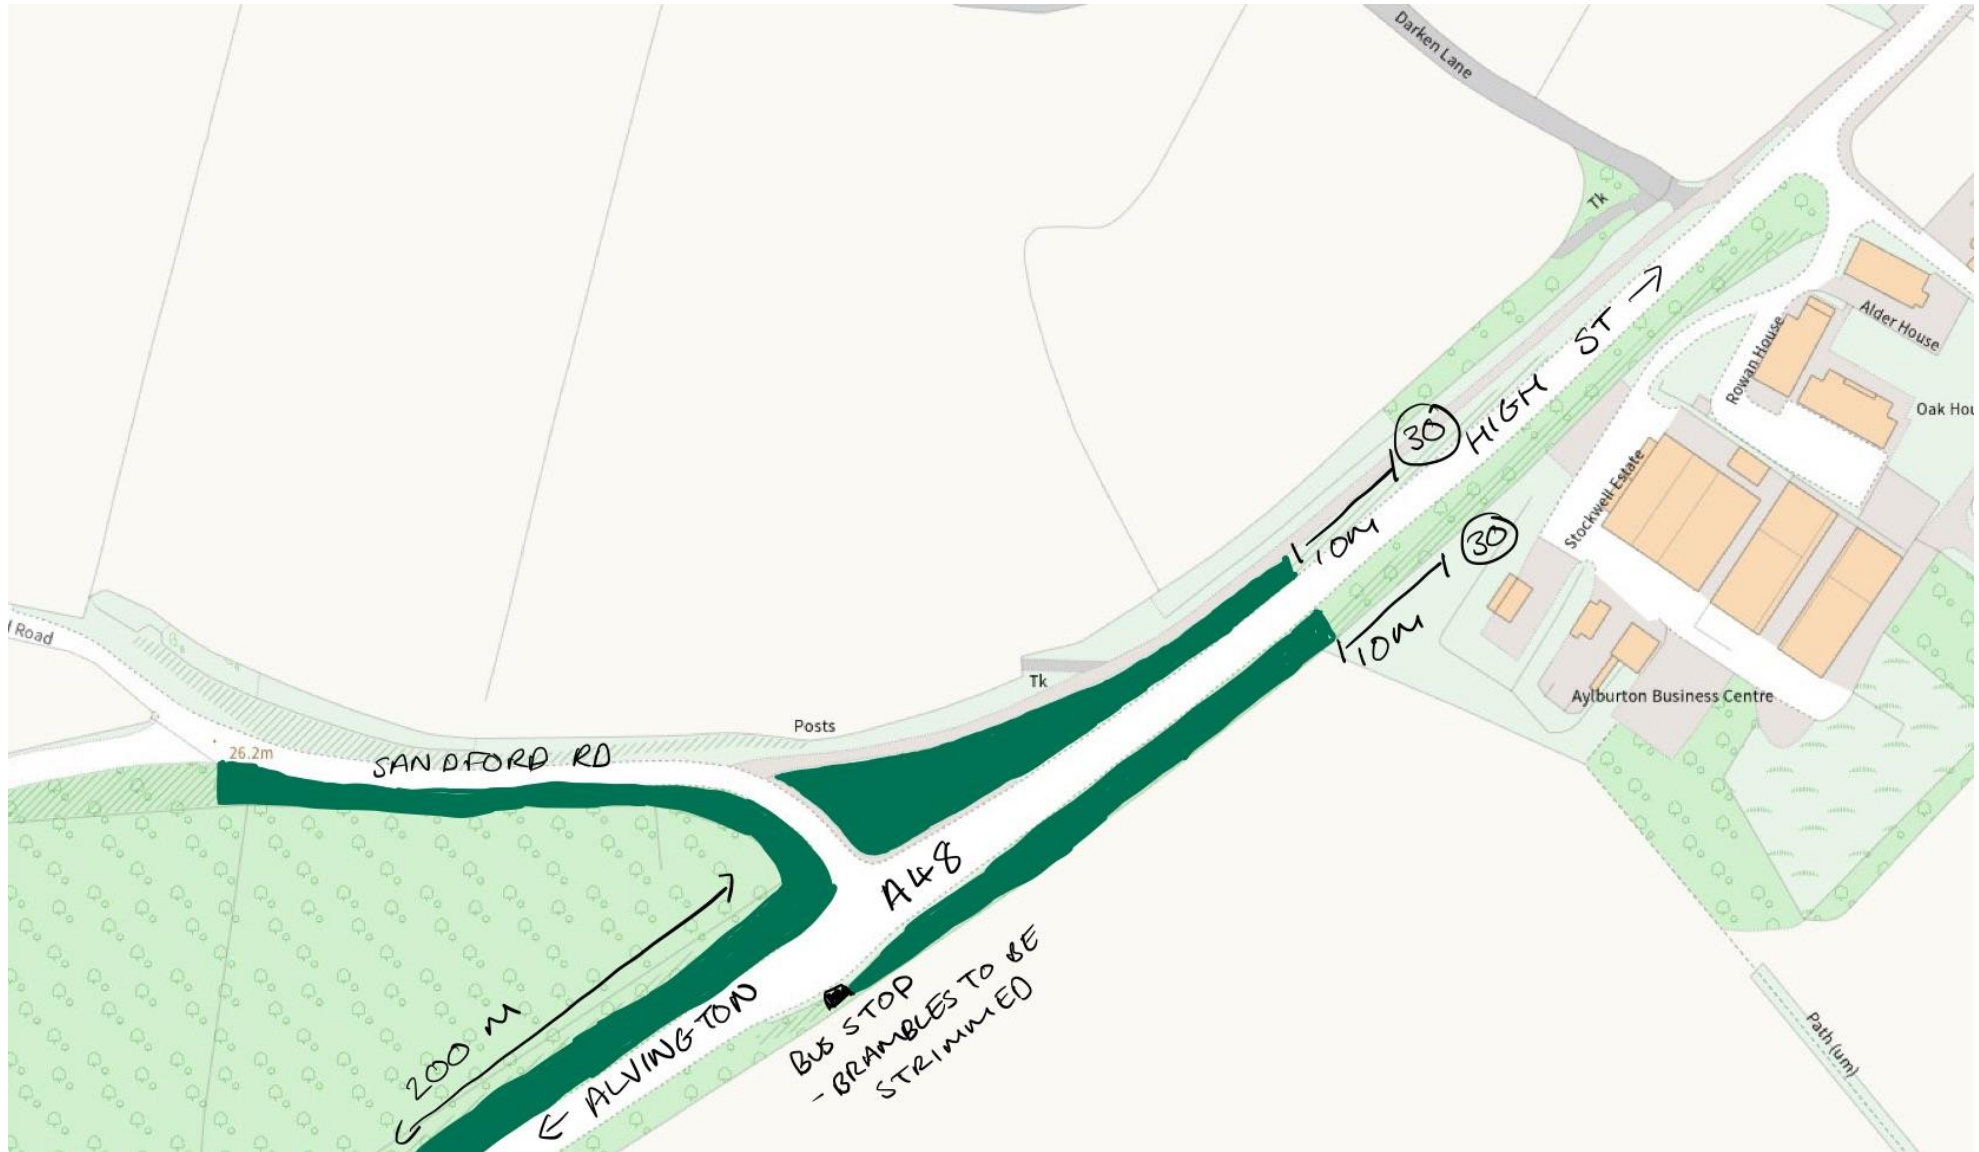 Darken Lane
Tk
Alder House
Rowan House
Oak Hou
HIGH ST →
30
10M
30
10M
Stockwell Estate
Aylburton Business Centre
Road
Tk
Posts
26.2m
SANDFORD RD
A48
200 M
← ALVINGTON
BUS STOP
- BRAMBLES TO BE
STRIMMED
Path (um)